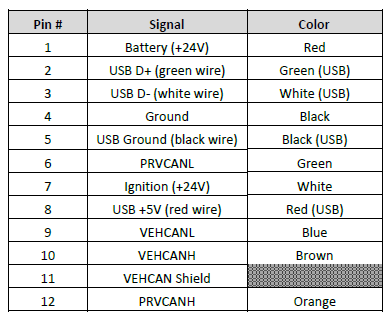 Pin # Signal Color
1 Battery (+24V) Red
2 USB D+ (green wire) Green (USB)
3 USB D- (white wire) White (USB)
4 Ground Black
5 USB Ground (black wire) Black (USB)
6 PRVCANL Green
7 Ignition (+24V) White
8 USB +5V (red wire) Red (USB)
9 VEHCANL Blue
10 VEHCANH Brown
11 VEHCAN Shield
12 PRVCANH Orange